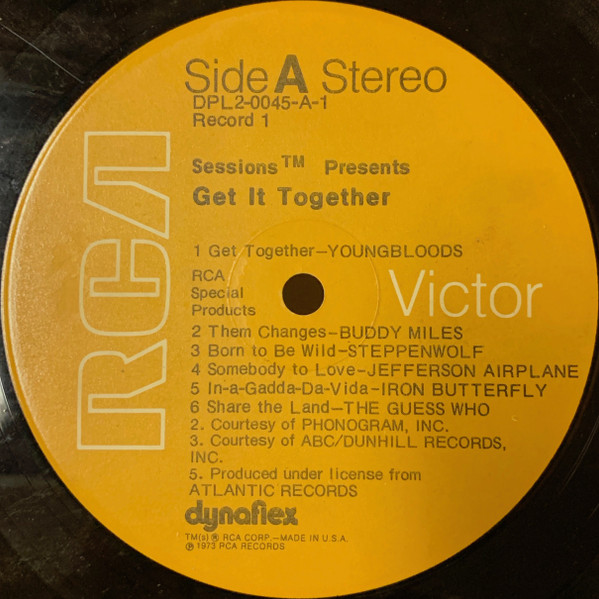 Side A Stereo
DPL2-0045-A-1
Record 1
Sessions™ Presents
Get It Together
1 Get Together—YOUNGBLOODS
RCA
Special
Products
RCA
Victor
2 Them Changes—BUDDY MILES
3 Born to Be Wild—STEPPENWOLF
4 Somebody to Love—JEFFERSON AIRPLANE
5 In-a-Gadda-Da-Vida—IRON BUTTERFLY
6 Share the Land—THE GUESS WHO
2. Courtesy of PHONOGRAM, INC.
3. Courtesy of ABC/DUNHILL RECORDS,
INC.
5. Produced under license from
ATLANTIC RECORDS
dynaflex
TM(s) ® RCA CORP.—MADE IN U.S.A.
℗ 1973 RCA RECORDS